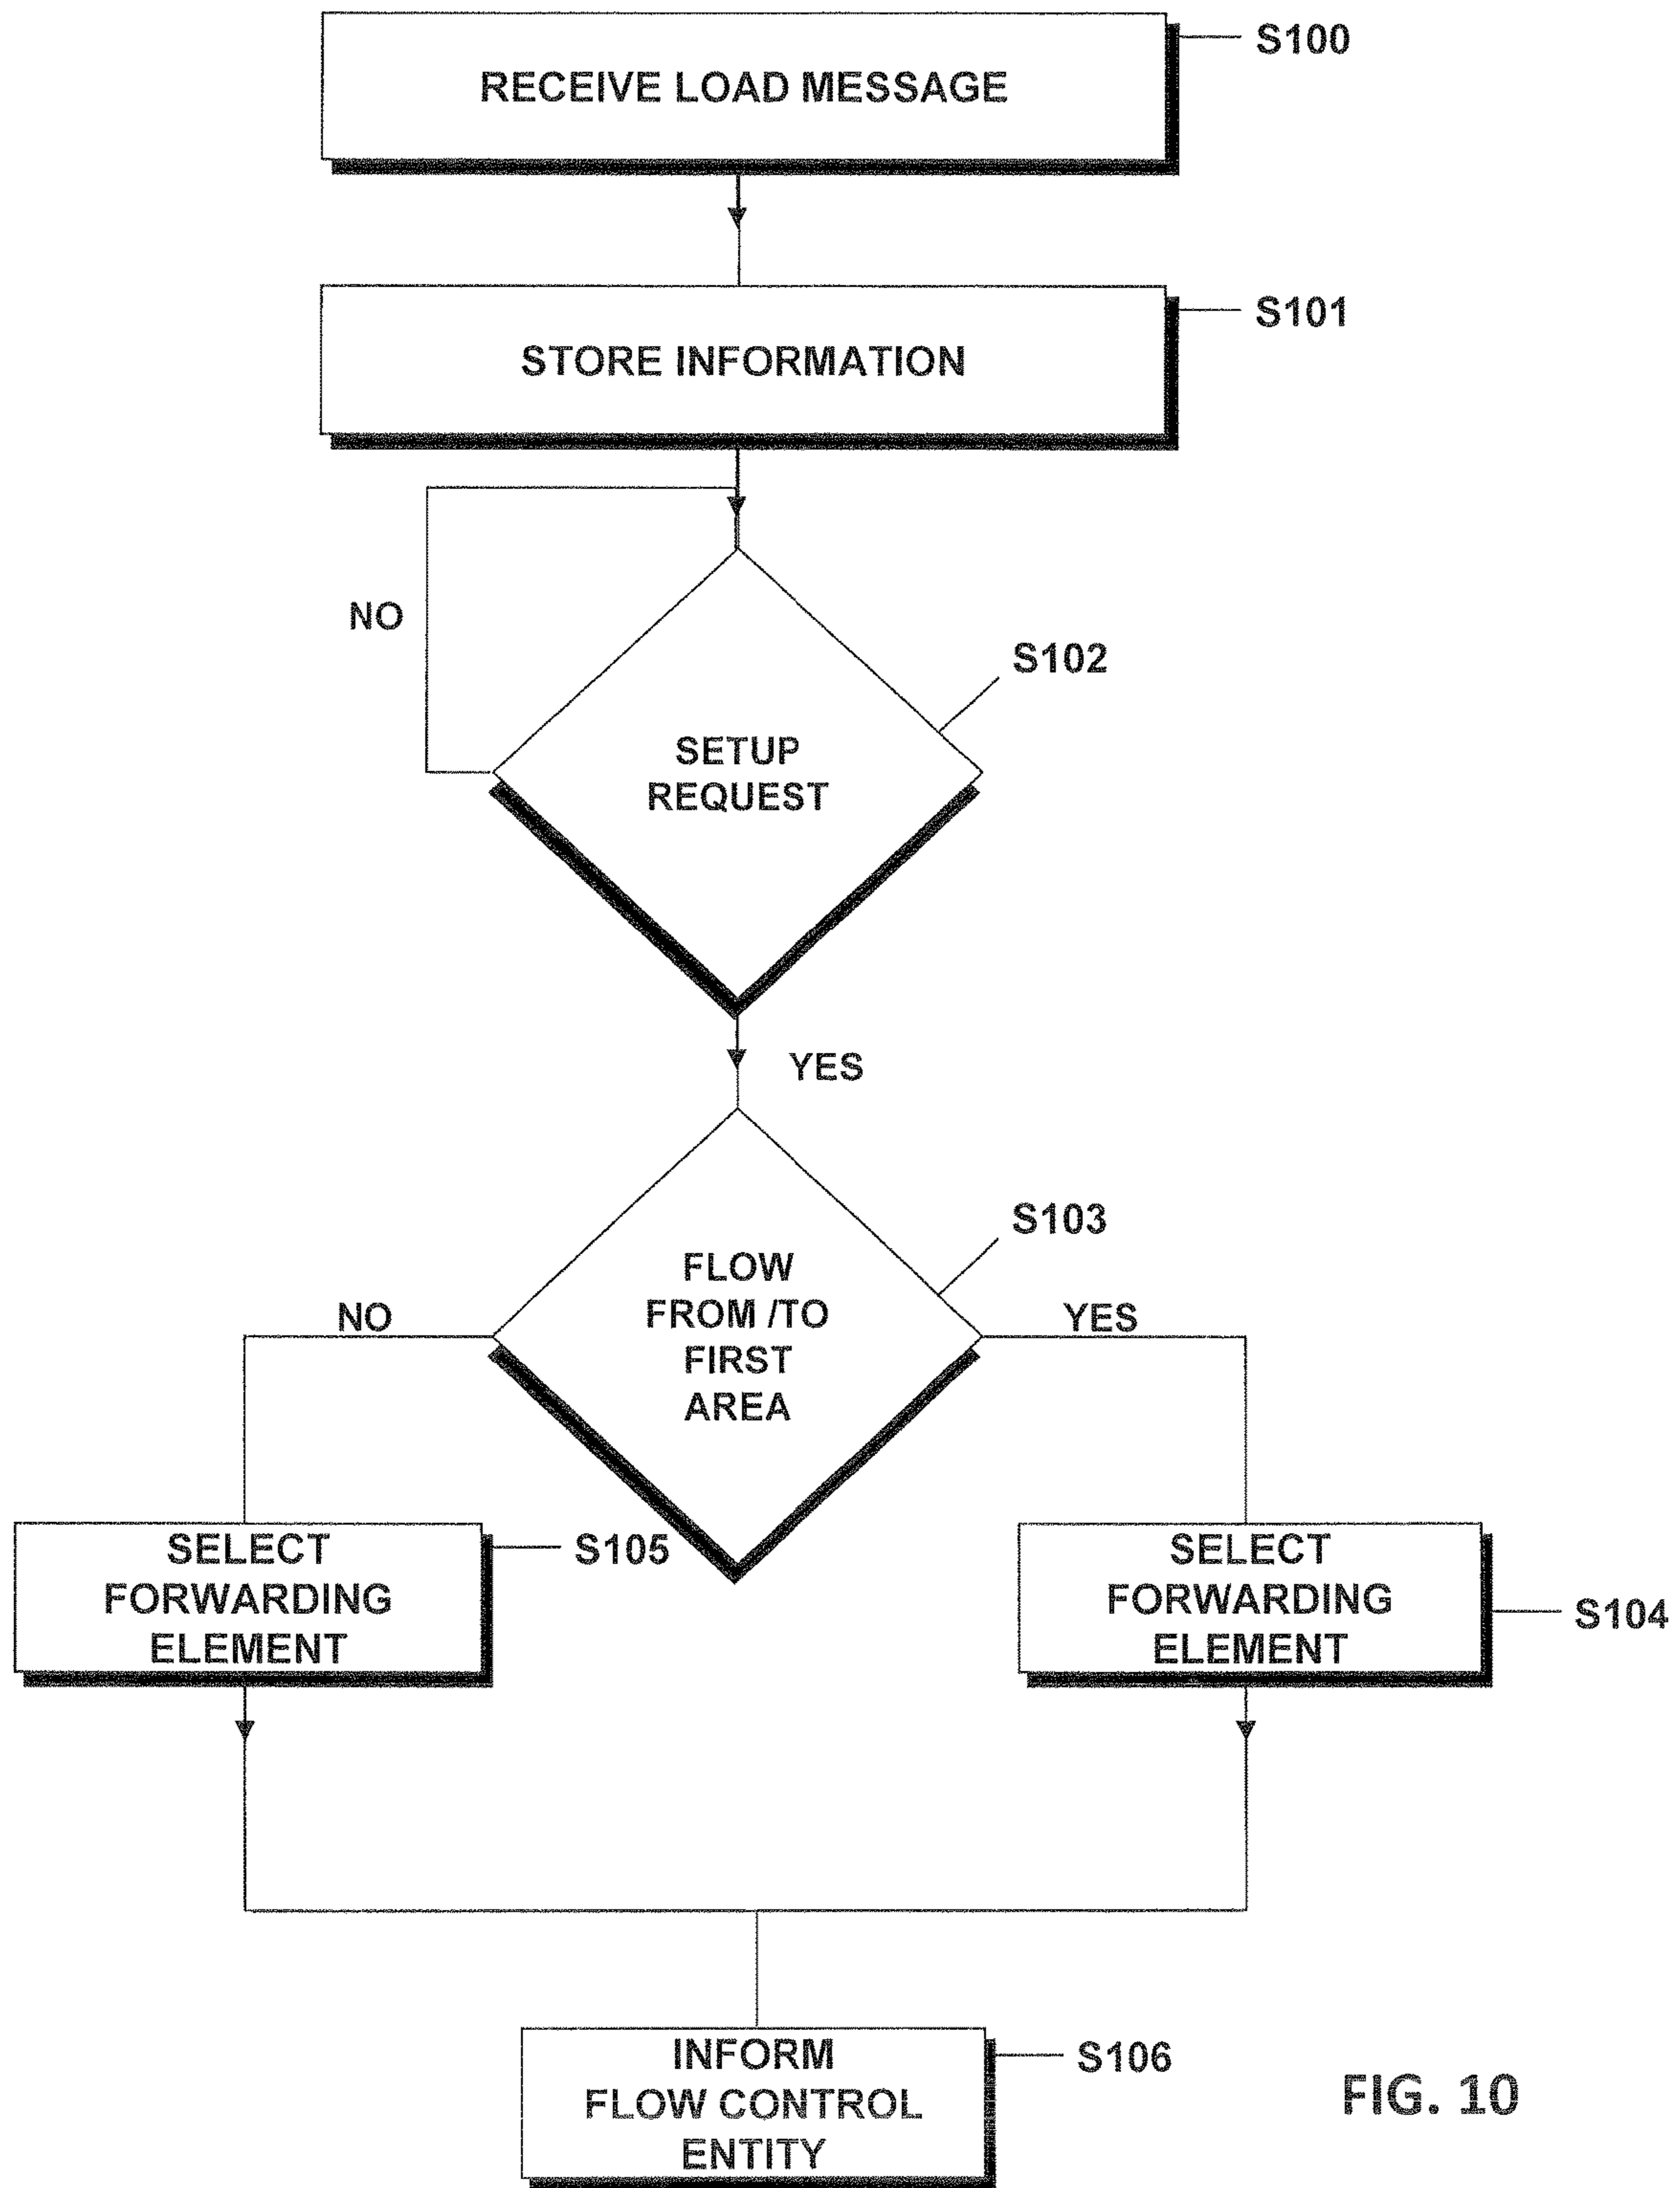 S100
RECEIVE LOAD MESSAGE
S101
STORE INFORMATION
NO
S102
SETUP
REQUEST
YES
S103
FLOW
FROM /TO
FIRST
AREA
NO
YES
SELECT
FORWARDING
ELEMENT
S105
SELECT
FORWARDING
ELEMENT
S104
INFORM
FLOW CONTROL
ENTITY
S106
FIG. 10